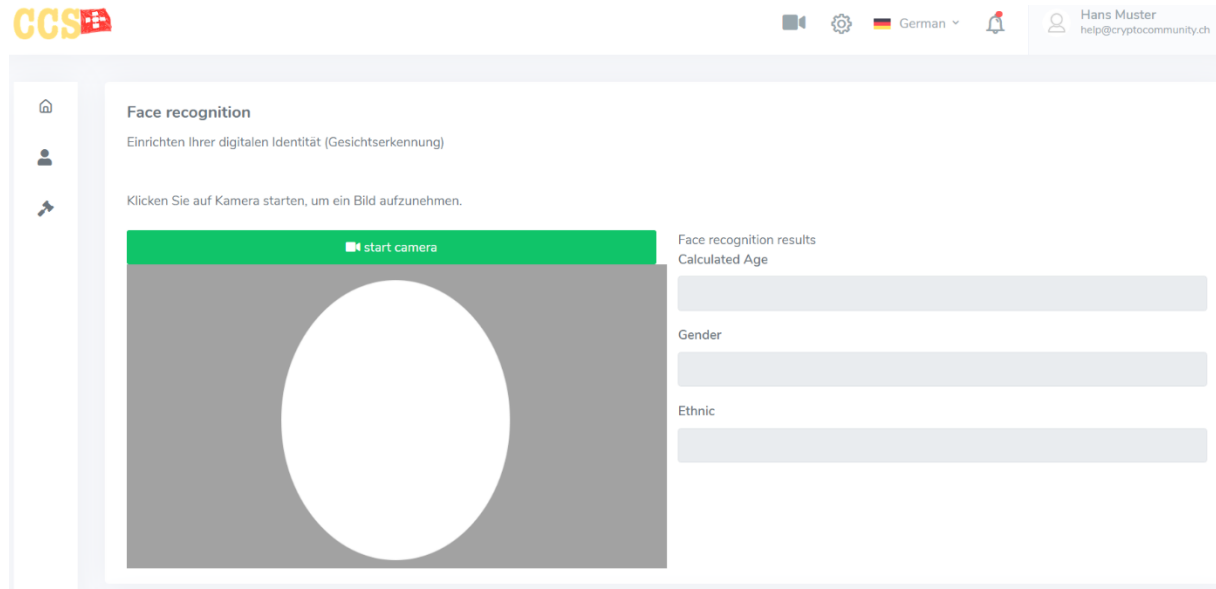 CCS
German
Hans Muster
help@cryptocommunity.ch
Face recognition
Einrichten Ihrer digitalen Identität (Gesichtserkennung)
Klicken Sie auf Kamera starten, um ein Bild aufzunehmen.
start camera
Face recognition results
Calculated Age
Gender
Ethnic